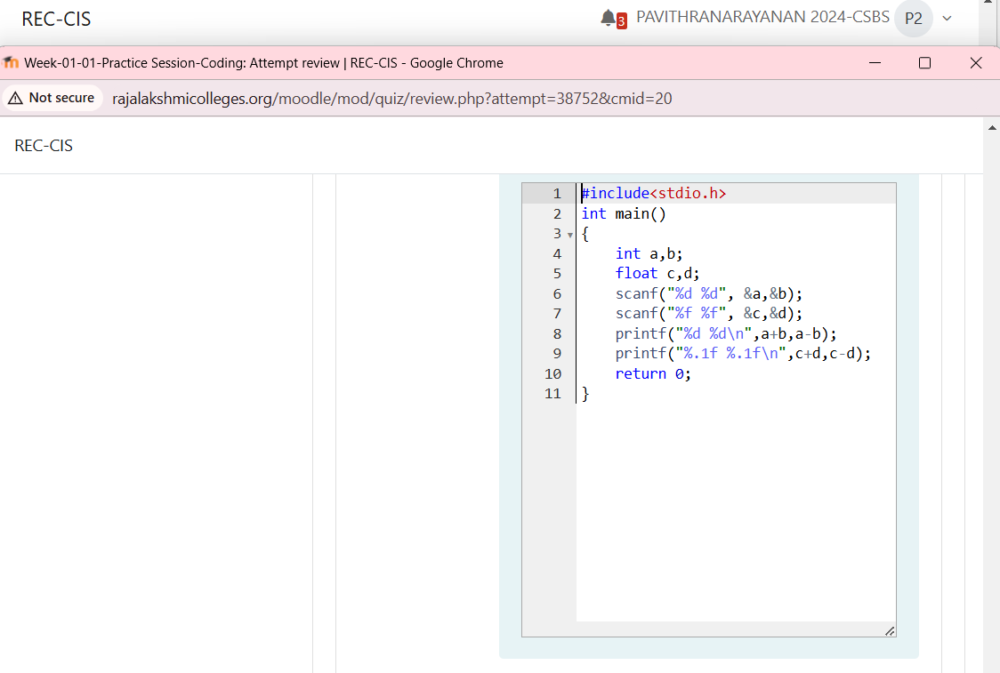 REC-CIS
3 PAVITHRANARAYANAN 2024-CSBS P2
Week-01-01-Practice Session-Coding: Attempt review | REC-CIS - Google Chrome
Not secure rajalakshmicolleges.org/moodle/mod/quiz/review.php?attempt=38752&cmid=20
REC-CIS
1 #include<stdio.h>
2 int main()
3 {
4     int a,b;
5     float c,d;
6     scanf("%d %d", &a,&b);
7     scanf("%f %f", &c,&d);
8     printf("%d %d\n",a+b,a-b);
9     printf("%.1f %.1f\n",c+d,c-d);
10     return 0;
11 }